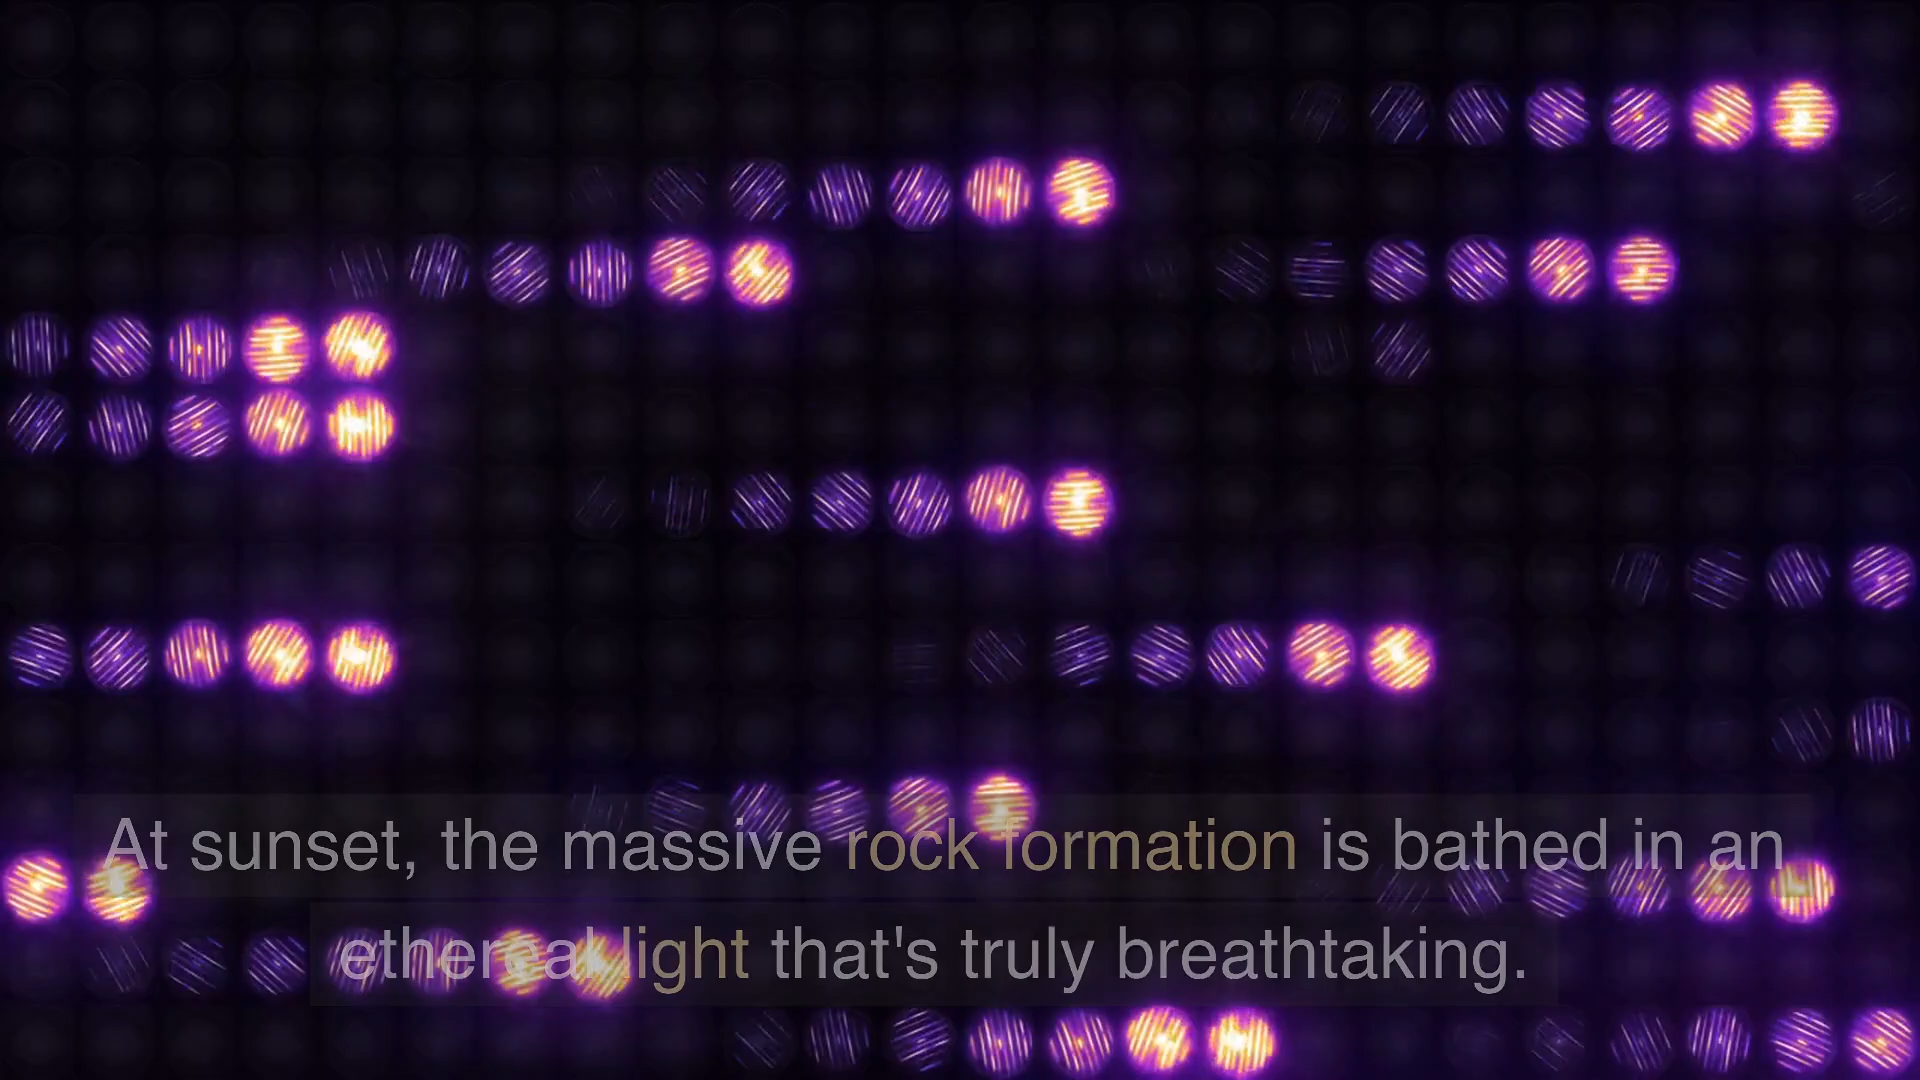 At sunset, the massive rock formation is bathed in an
ethereal light that's truly breathtaking.